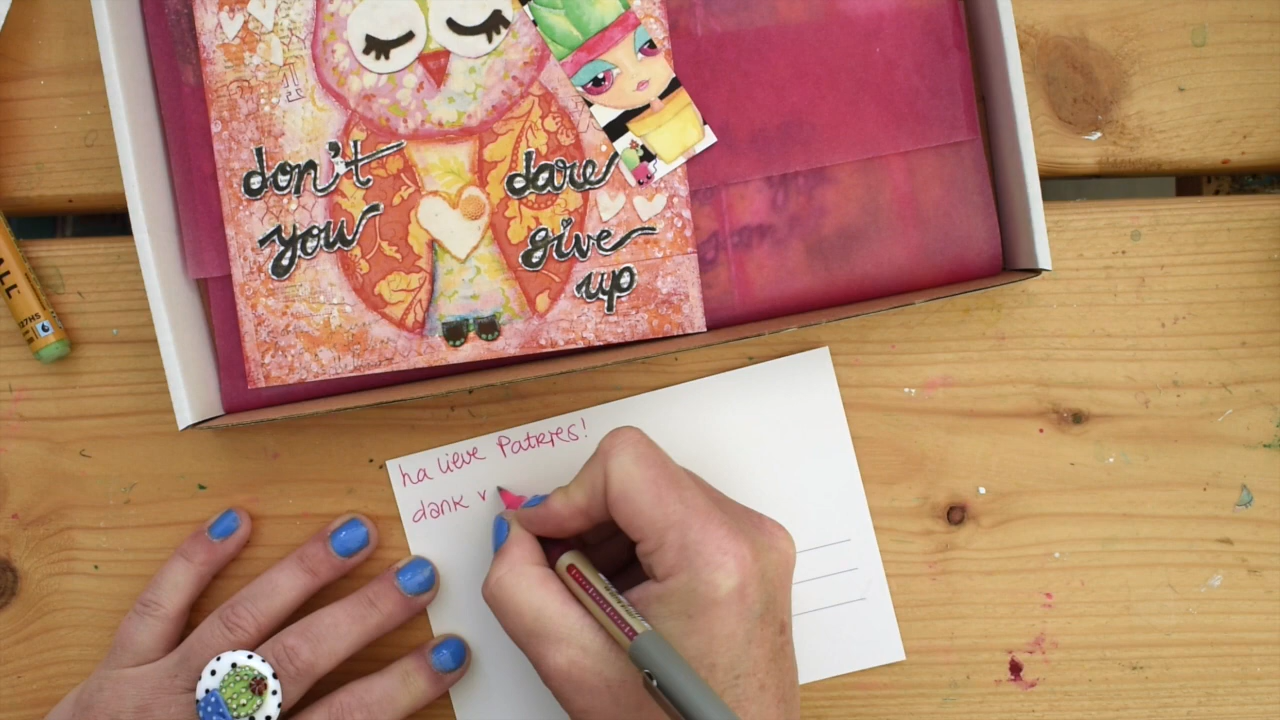 don't dare
you give
up
ha lieve Patries!
dank v